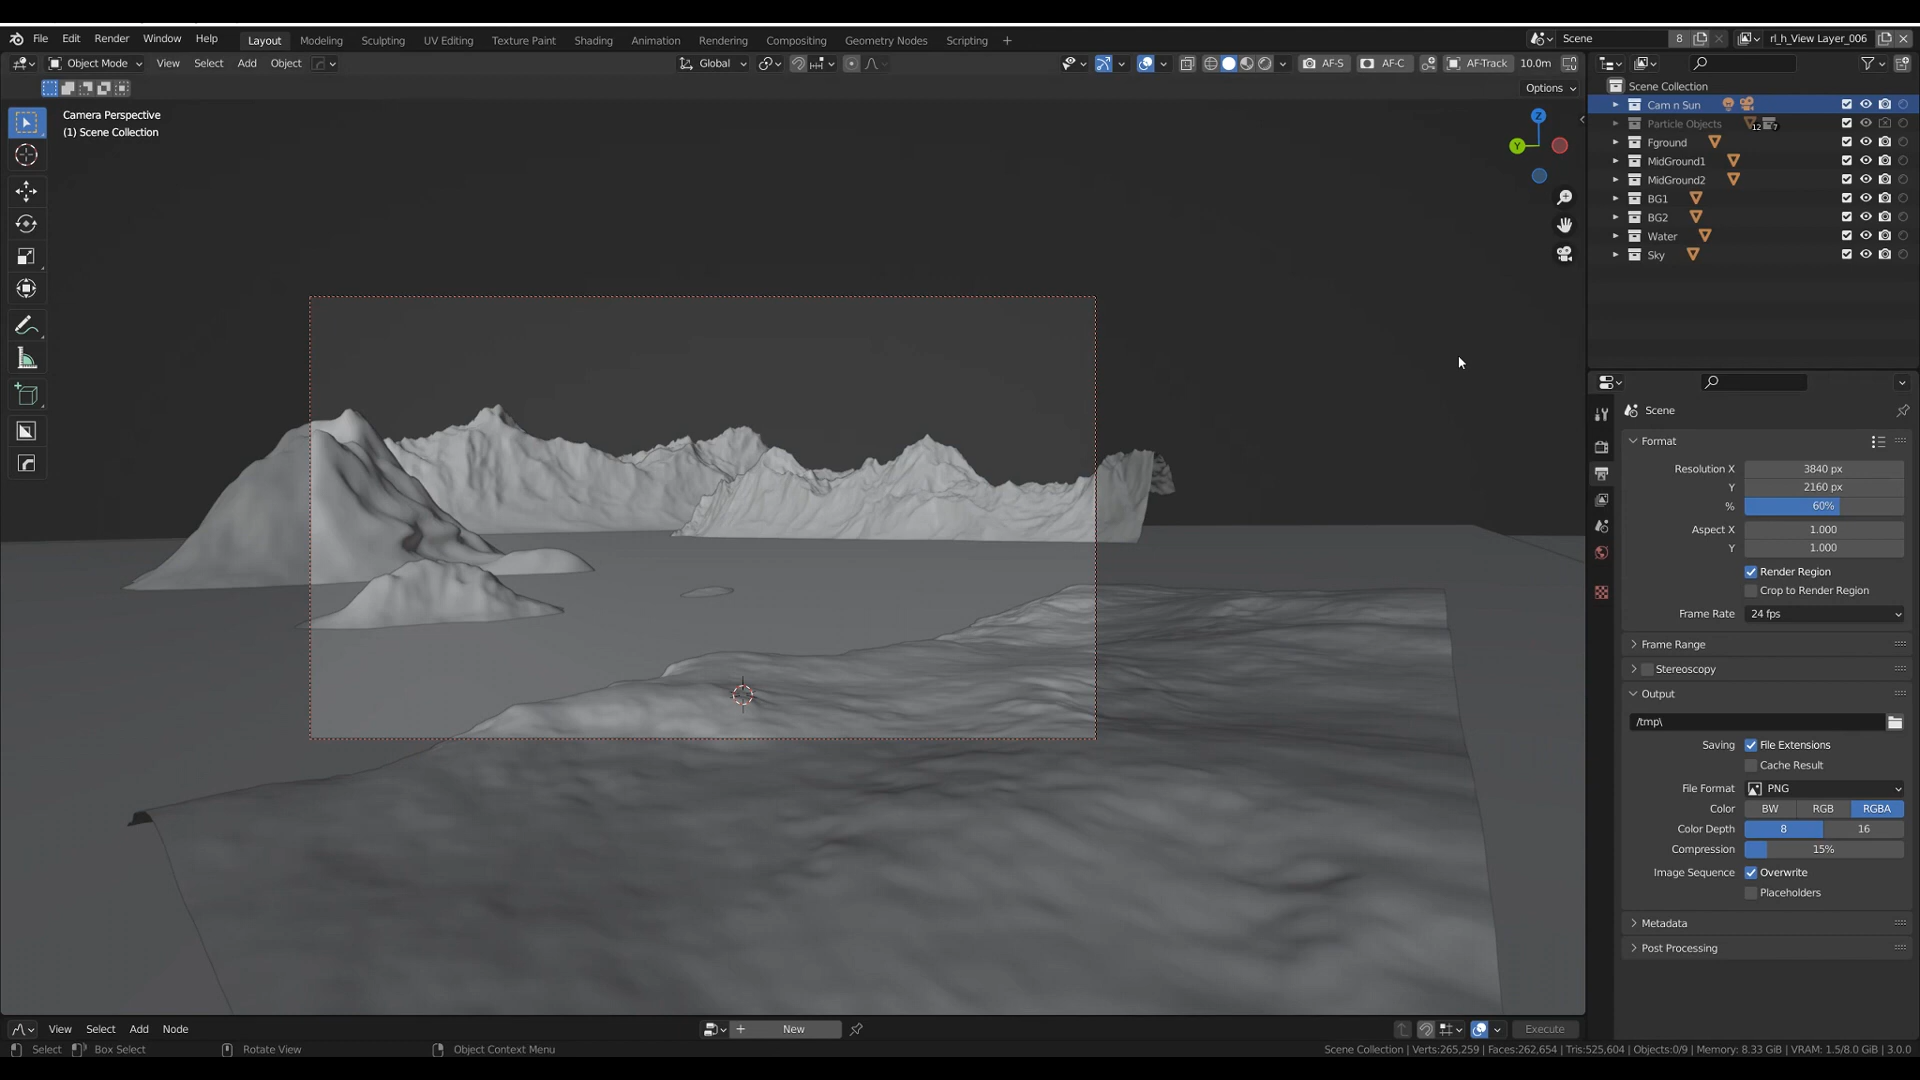 File Edit Render Window Help Layout Modeling Sculpting UV Editing Texture Paint Shading Animation Rendering Compositing Geometry Nodes Scripting + Scene 8 rl_h_View Layer_006
Object Mode View Select Add Object Global AF-S AF-C AF-Track 10.0m
Options
Camera Perspective
(1) Scene Collection
Z
Y
Scene Collection
Cam n Sun
Particle Objects 12 7
Fground
MidGround1
MidGround2
BG1
BG2
Water
Sky
Scene
Format
Resolution X 3840 px
Y 2160 px
% 60%
Aspect X 1.000
Y 1.000
Render Region
Crop to Render Region
Frame Rate 24 fps
Frame Range
Stereoscopy
Output
/tmp\
Saving File Extensions
Cache Result
File Format PNG
Color BW RGB RGBA
Color Depth 8 16
Compression 15%
Image Sequence Overwrite
Placeholders
Metadata
Post Processing
View Select Add Node New Execute
Select Box Select Rotate View Object Context Menu Scene Collection | Verts:265,259 | Faces:262,654 | Tris:525,604 | Objects:0/9 | Memory: 8.33 GiB | VRAM: 1.5/8.0 GiB | 3.0.0